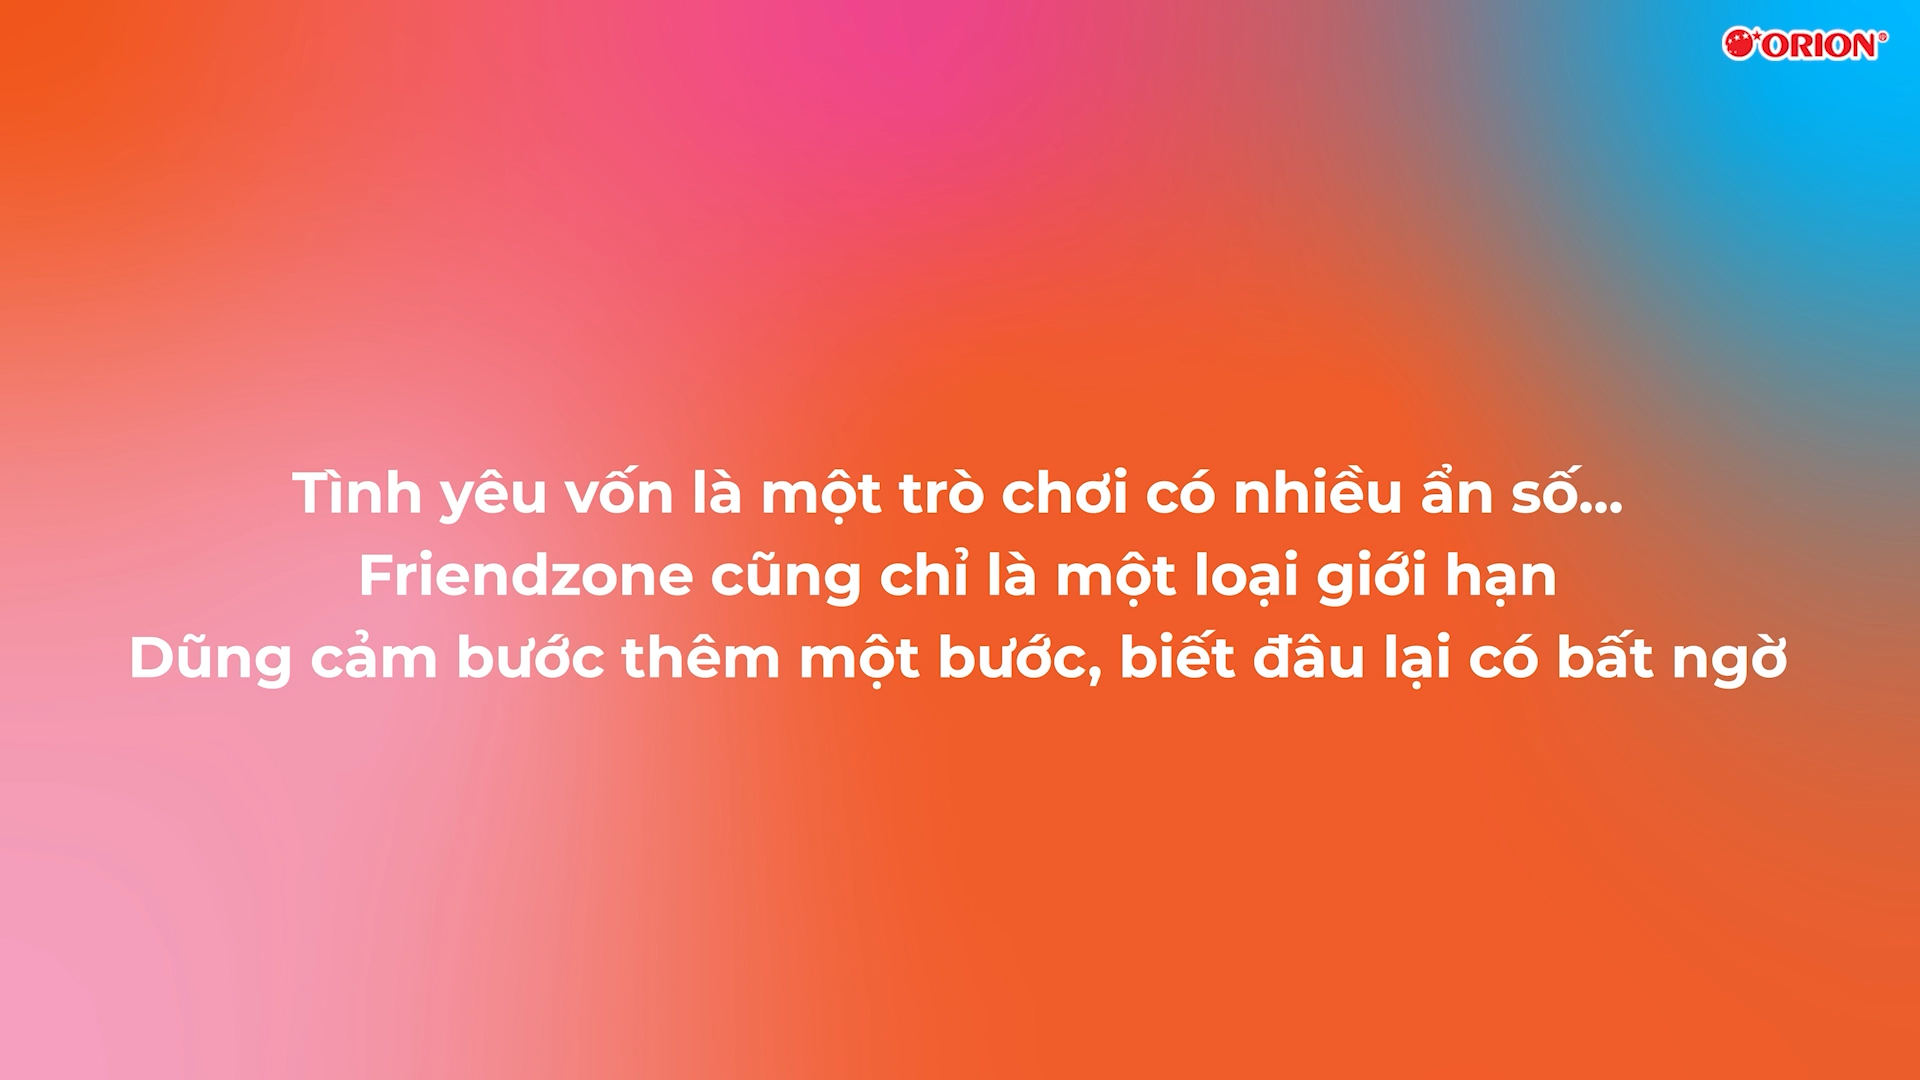 ORION
Tình yêu vốn là một trò chơi có nhiều ẩn số...
Friendzone cũng chỉ là một loại giới hạn
Dũng cảm bước thêm một bước, biết đâu lại có bất ngờ